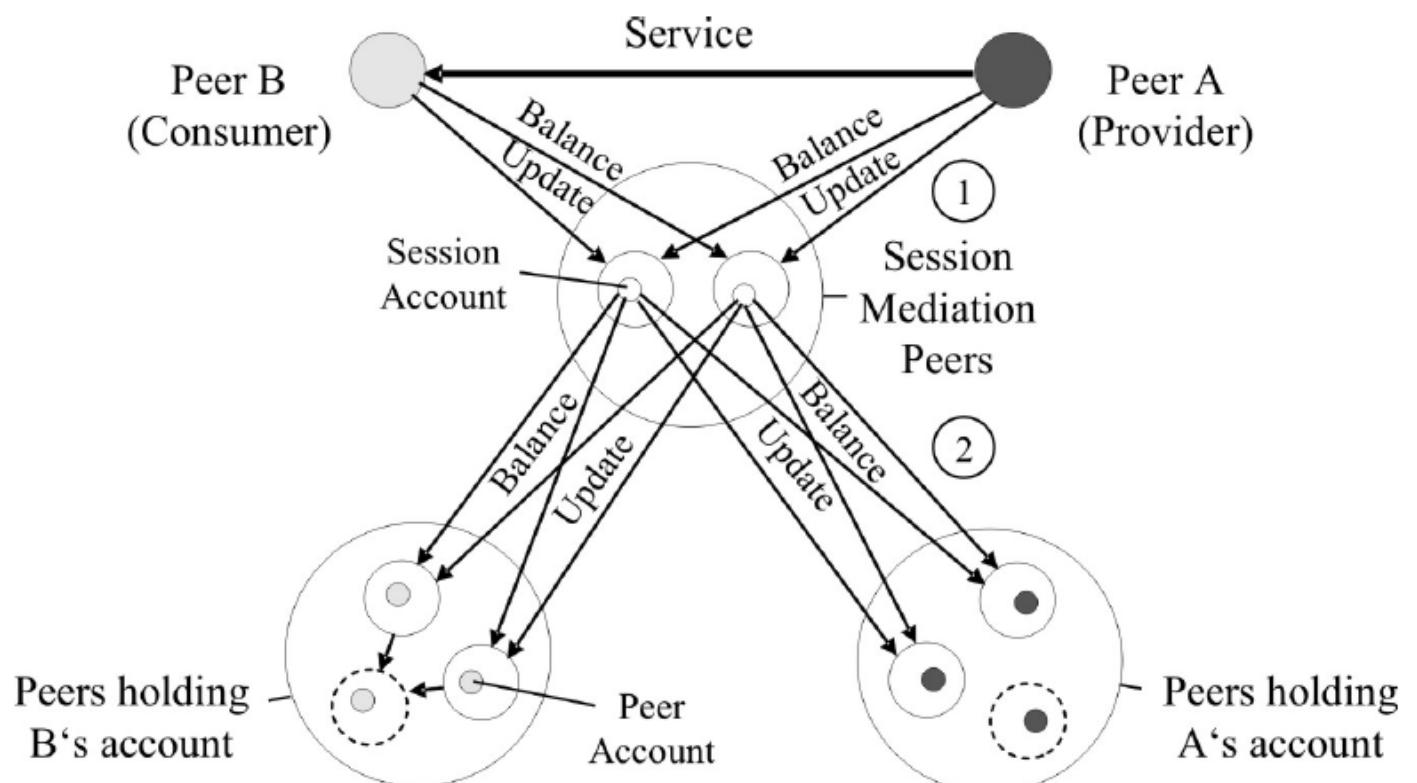 Service
Peer B
(Consumer)
Peer A
(Provider)
Balance
Update
Balance
Update
1
Session
Account
Session
Mediation
Peers
Balance
Update
Update
Balance
2
Peers holding
B‘s account
Peer
Account
Peers holding
A‘s account